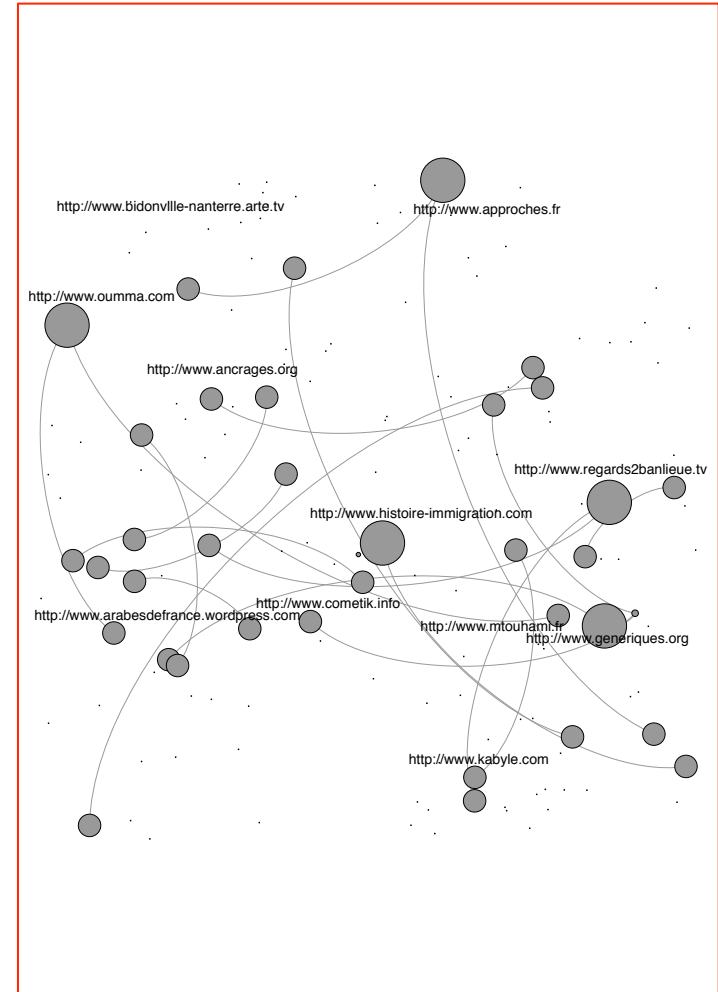 http://www.bidonvIlle-nanterre.arte.tv
http://www.approches.fr
http://www.oumma.com
http://www.ancrages.org
http://www.regards2banlieue.tv
http://www.histoire-immigration.com
http://www.cometik.info
http://www.arabesdefrance.wordpress.com
http://www.mtouhami.fr
http://www.generiques.org
http://www.kabyle.com